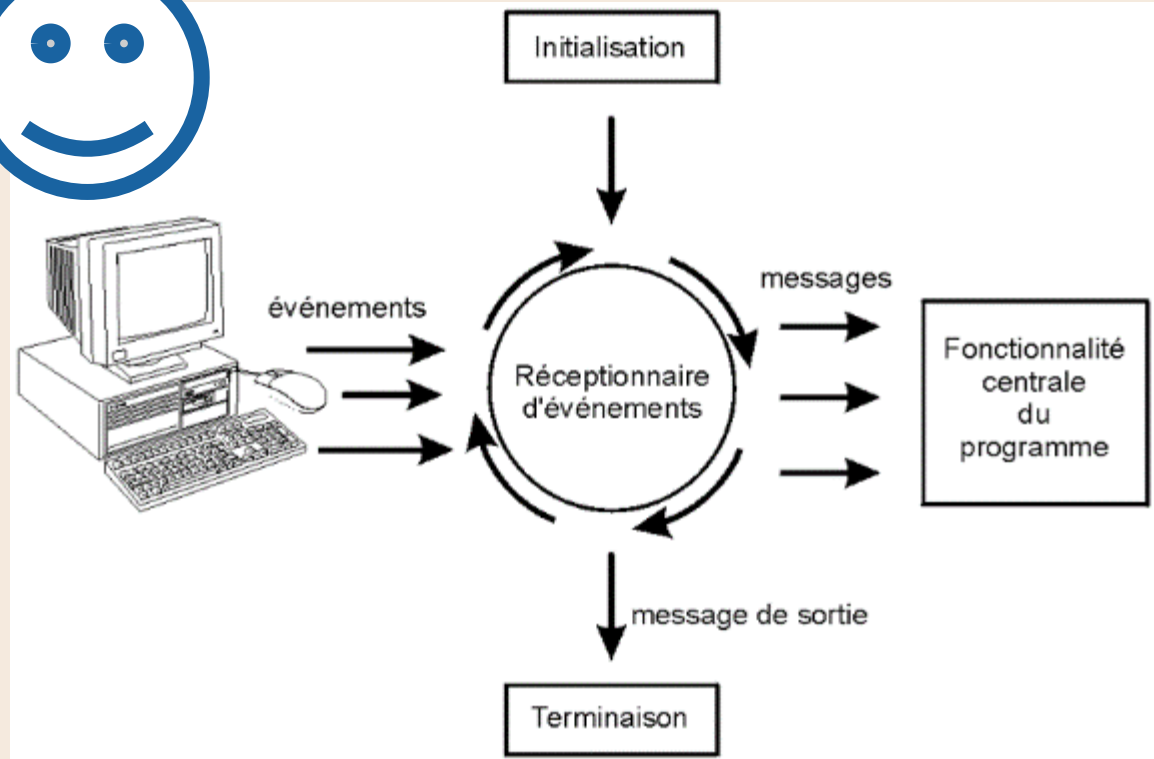 Initialisation
événements
messages
Réceptionnaire
d'événements
Fonctionnalité
centrale
du
programme
message de sortie
Terminaison